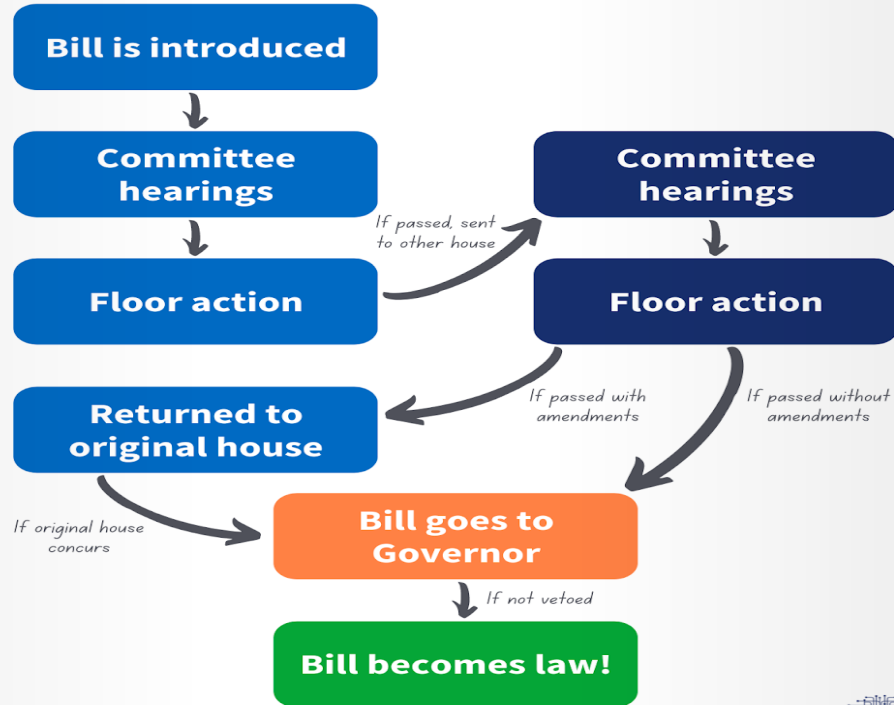 Bill is introduced
Committee
hearings
Floor action
If passed, sent
to other house
Committee
hearings
Floor action
If passed with
amendments
If passed without
amendments
Returned to
original house
If original house
concurs
Bill goes to
Governor
If not vetoed
Bill becomes law!